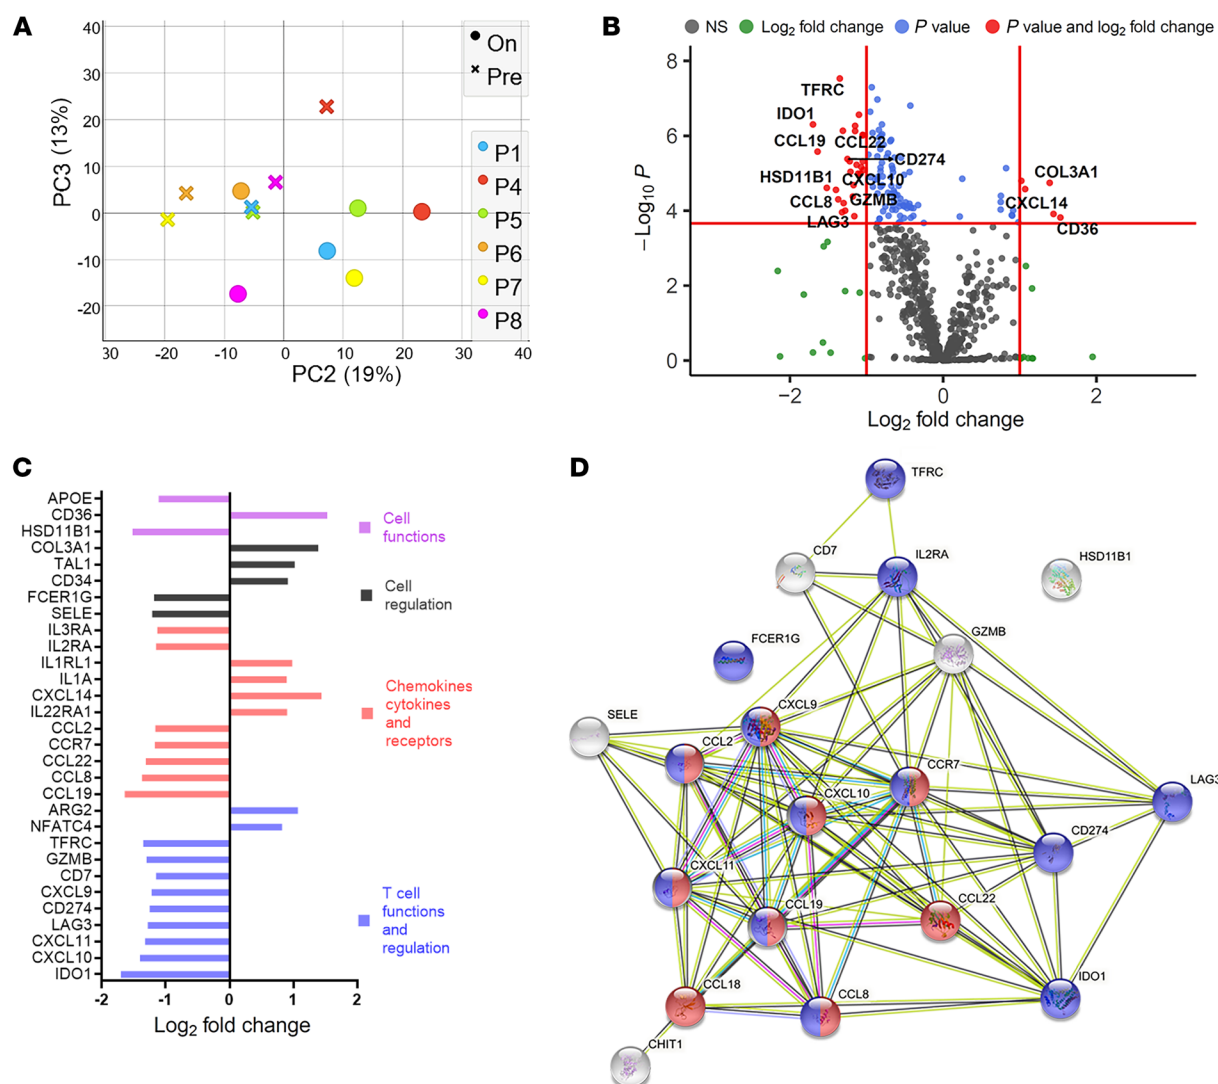 A
40
30
20
10
0
-10
-20
PC3 (13%)
30
-20
-10
0
10
20
30
40
PC2 (19%)
On
Pre
P1
P4
P5
P6
P7
P8
B
NS
Log2 fold change
P value
P value and log2 fold change
8
6
4
2
0
−Log10 P
−2
0
2
Log2 fold change
TFRC
IDO1
CCL19
CCL22
CD274
HSD11B1
CXCL10
CCL8
GZMB
LAG3
COL3A1
CXCL14
CD36
C
APOE
CD36
HSD11B1
COL3A1
TAL1
CD34
FCER1G
SELE
IL3RA
IL2RA
IL1RL1
IL1A
CXCL14
IL22RA1
CCL2
CCR7
CCL22
CCL8
CCL19
ARG2
NFATC4
TFRC
GZMB
CD7
CXCL9
CD274
LAG3
CXCL11
CXCL10
IDO1
-2
-1
0
1
2
Log2 fold change
Cell
functions
Cell
regulation
Chemokines
cytokines
and
receptors
T cell
functions
and
regulation
D
TFRC
CD7
IL2RA
HSD11B1
GZMB
FCER1G
SELE
CXCL9
CCL2
CCR7
LAG3
CXCL10
CD274
CXCL11
CCL19
CCL22
IDO1
CCL18
CCL8
CHIT1